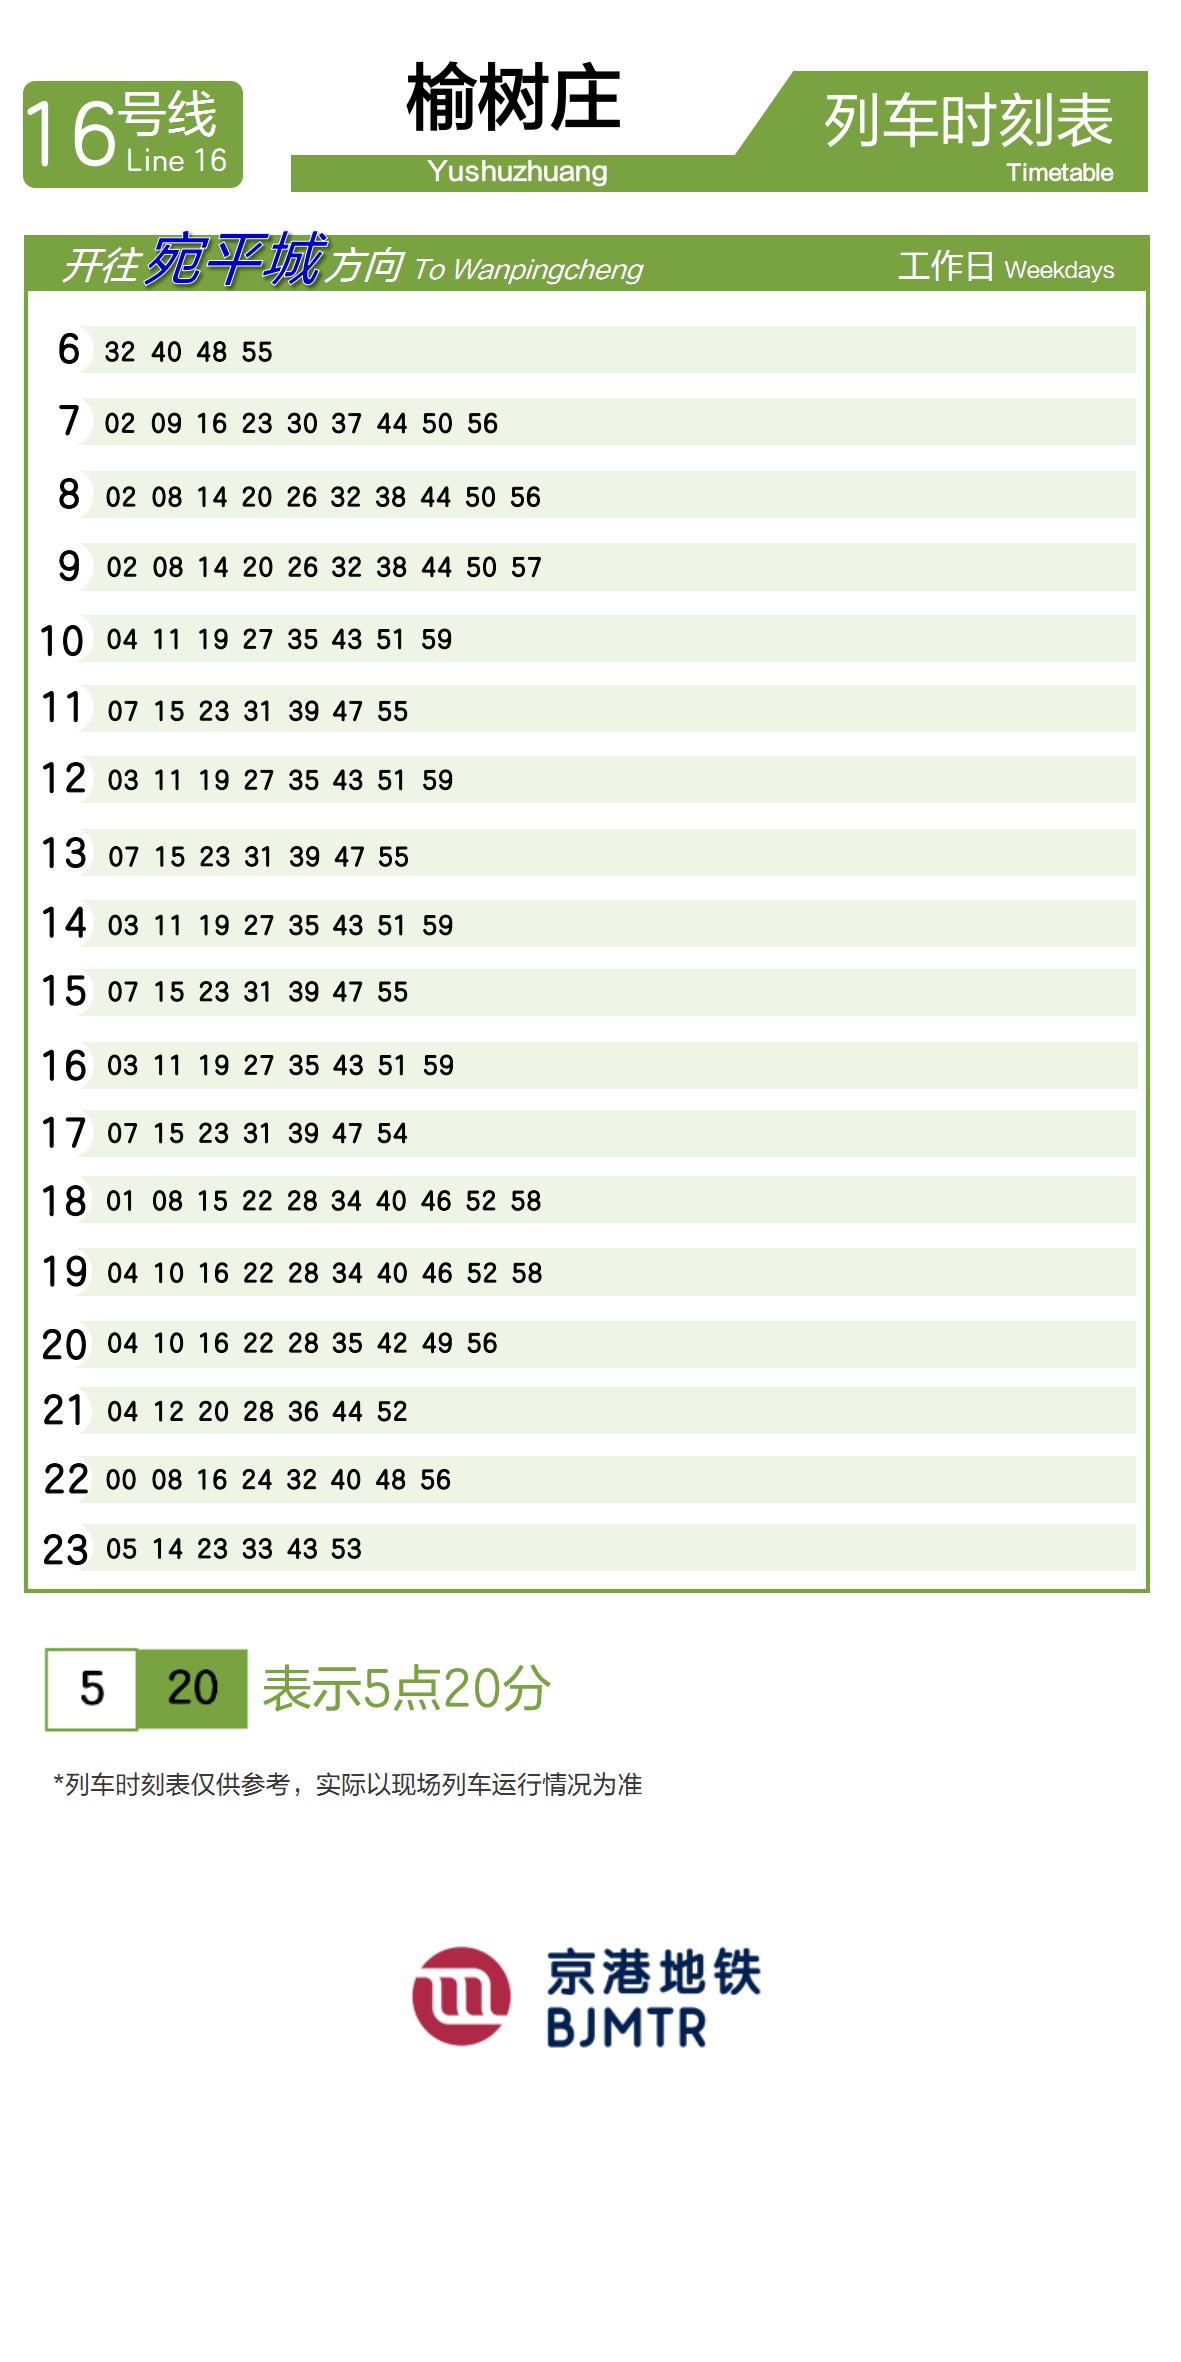 16号线
Line 16
榆树庄
Yushuzhuang
列车时刻表
Timetable
开往宛平城方向 To Wanpingcheng 工作日 Weekdays
6 32 40 48 55
7 02 09 16 23 30 37 44 50 56
8 02 08 14 20 26 32 38 44 50 56
9 02 08 14 20 26 32 38 44 50 57
10 04 11 19 27 35 43 51 59
11 07 15 23 31 39 47 55
12 03 11 19 27 35 43 51 59
13 07 15 23 31 39 47 55
14 03 11 19 27 35 43 51 59
15 07 15 23 31 39 47 55
16 03 11 19 27 35 43 51 59
17 07 15 23 31 39 47 54
18 01 08 15 22 28 34 40 46 52 58
19 04 10 16 22 28 34 40 46 52 58
20 04 10 16 22 28 35 42 49 56
21 04 12 20 28 36 44 52
22 00 08 16 24 32 40 48 56
23 05 14 23 33 43 53
5 20 表示5点20分
*列车时刻表仅供参考，实际以现场列车运行情况为准
京港地铁
BJMTR